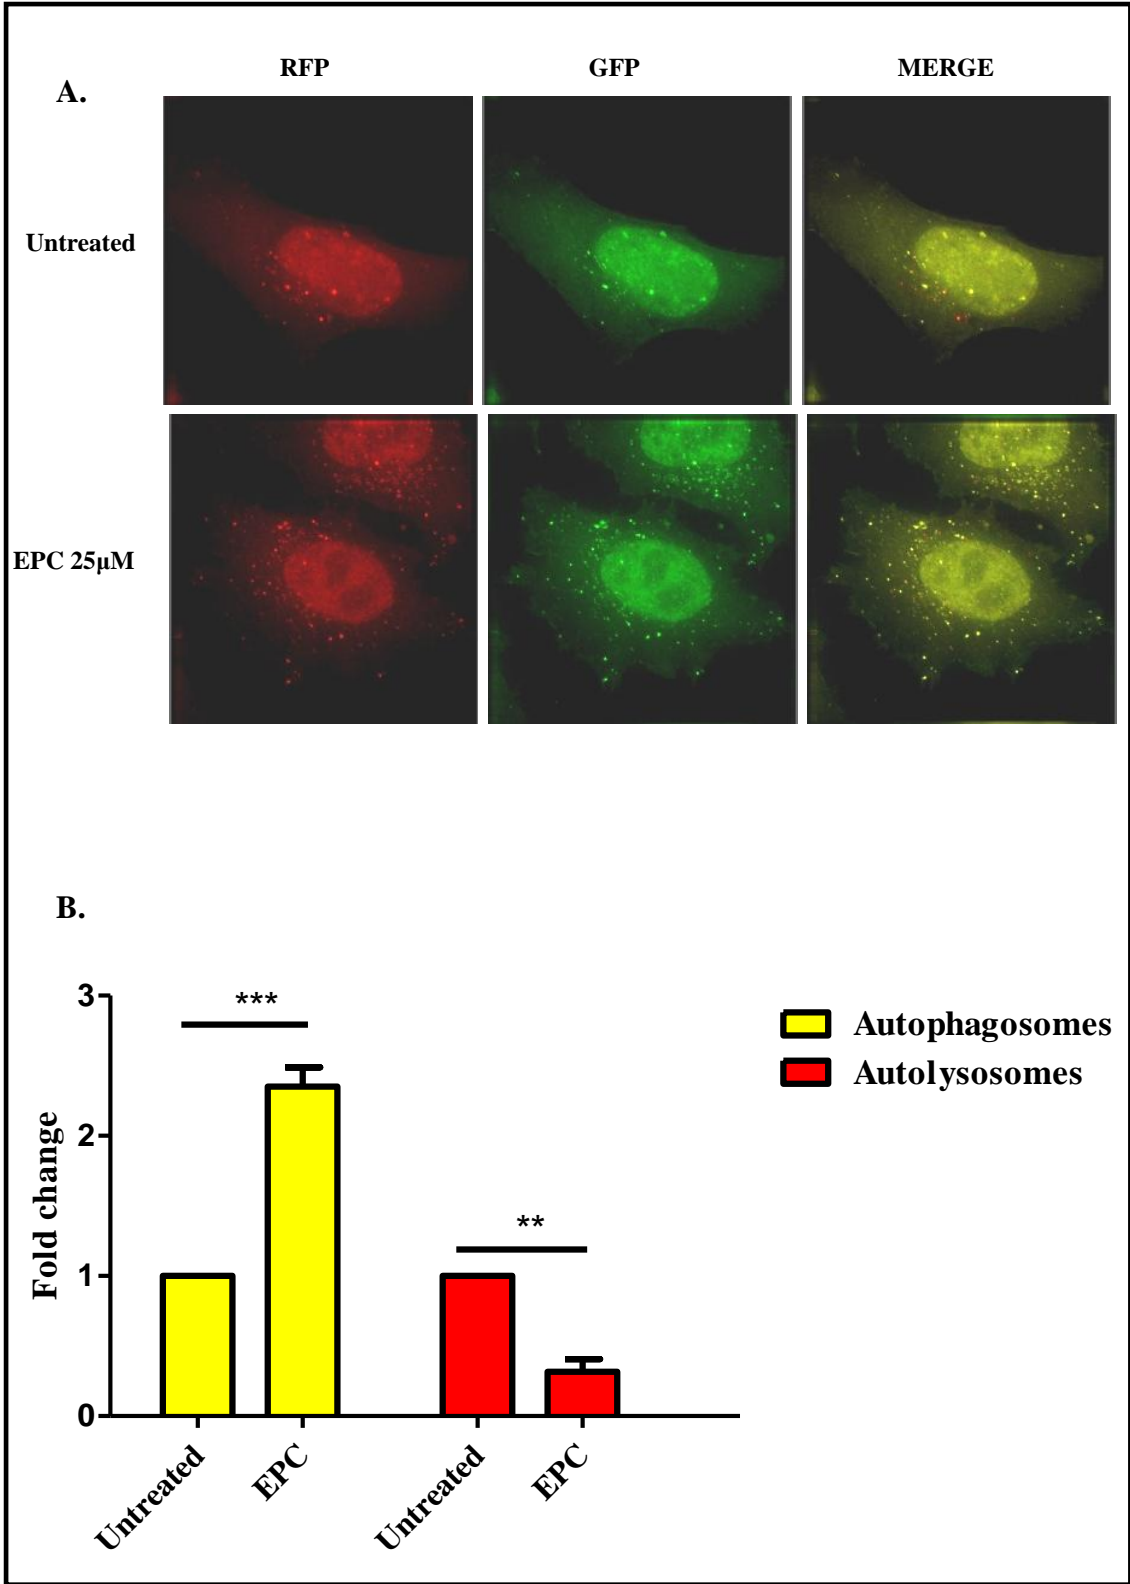 A.
RFP GFP MERGE
Untreated
EPC 25µM
B.
***
**
3
2
1
0
Fold change
Untreated
EPC
Untreated
EPC
Autophagosomes
Autolysosomes